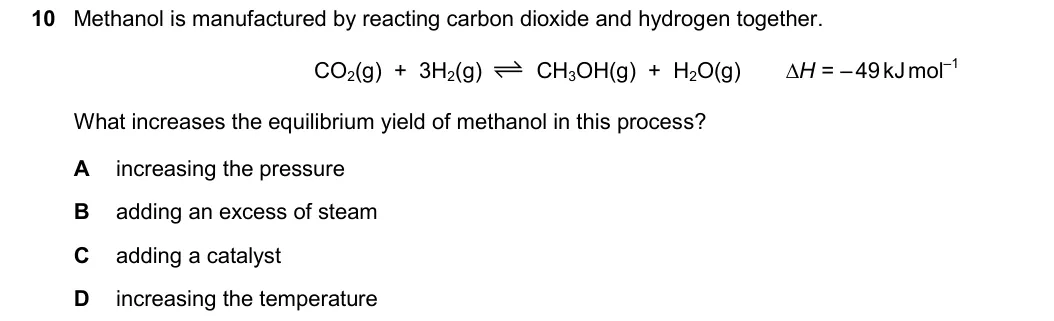 10 Methanol is manufactured by reacting carbon dioxide and hydrogen together.
CO₂(g) + 3H₂(g) ⇌ CH₃OH(g) + H₂O(g) ΔH = –49 kJ mol⁻¹
What increases the equilibrium yield of methanol in this process?
A increasing the pressure
B adding an excess of steam
C adding a catalyst
D increasing the temperature